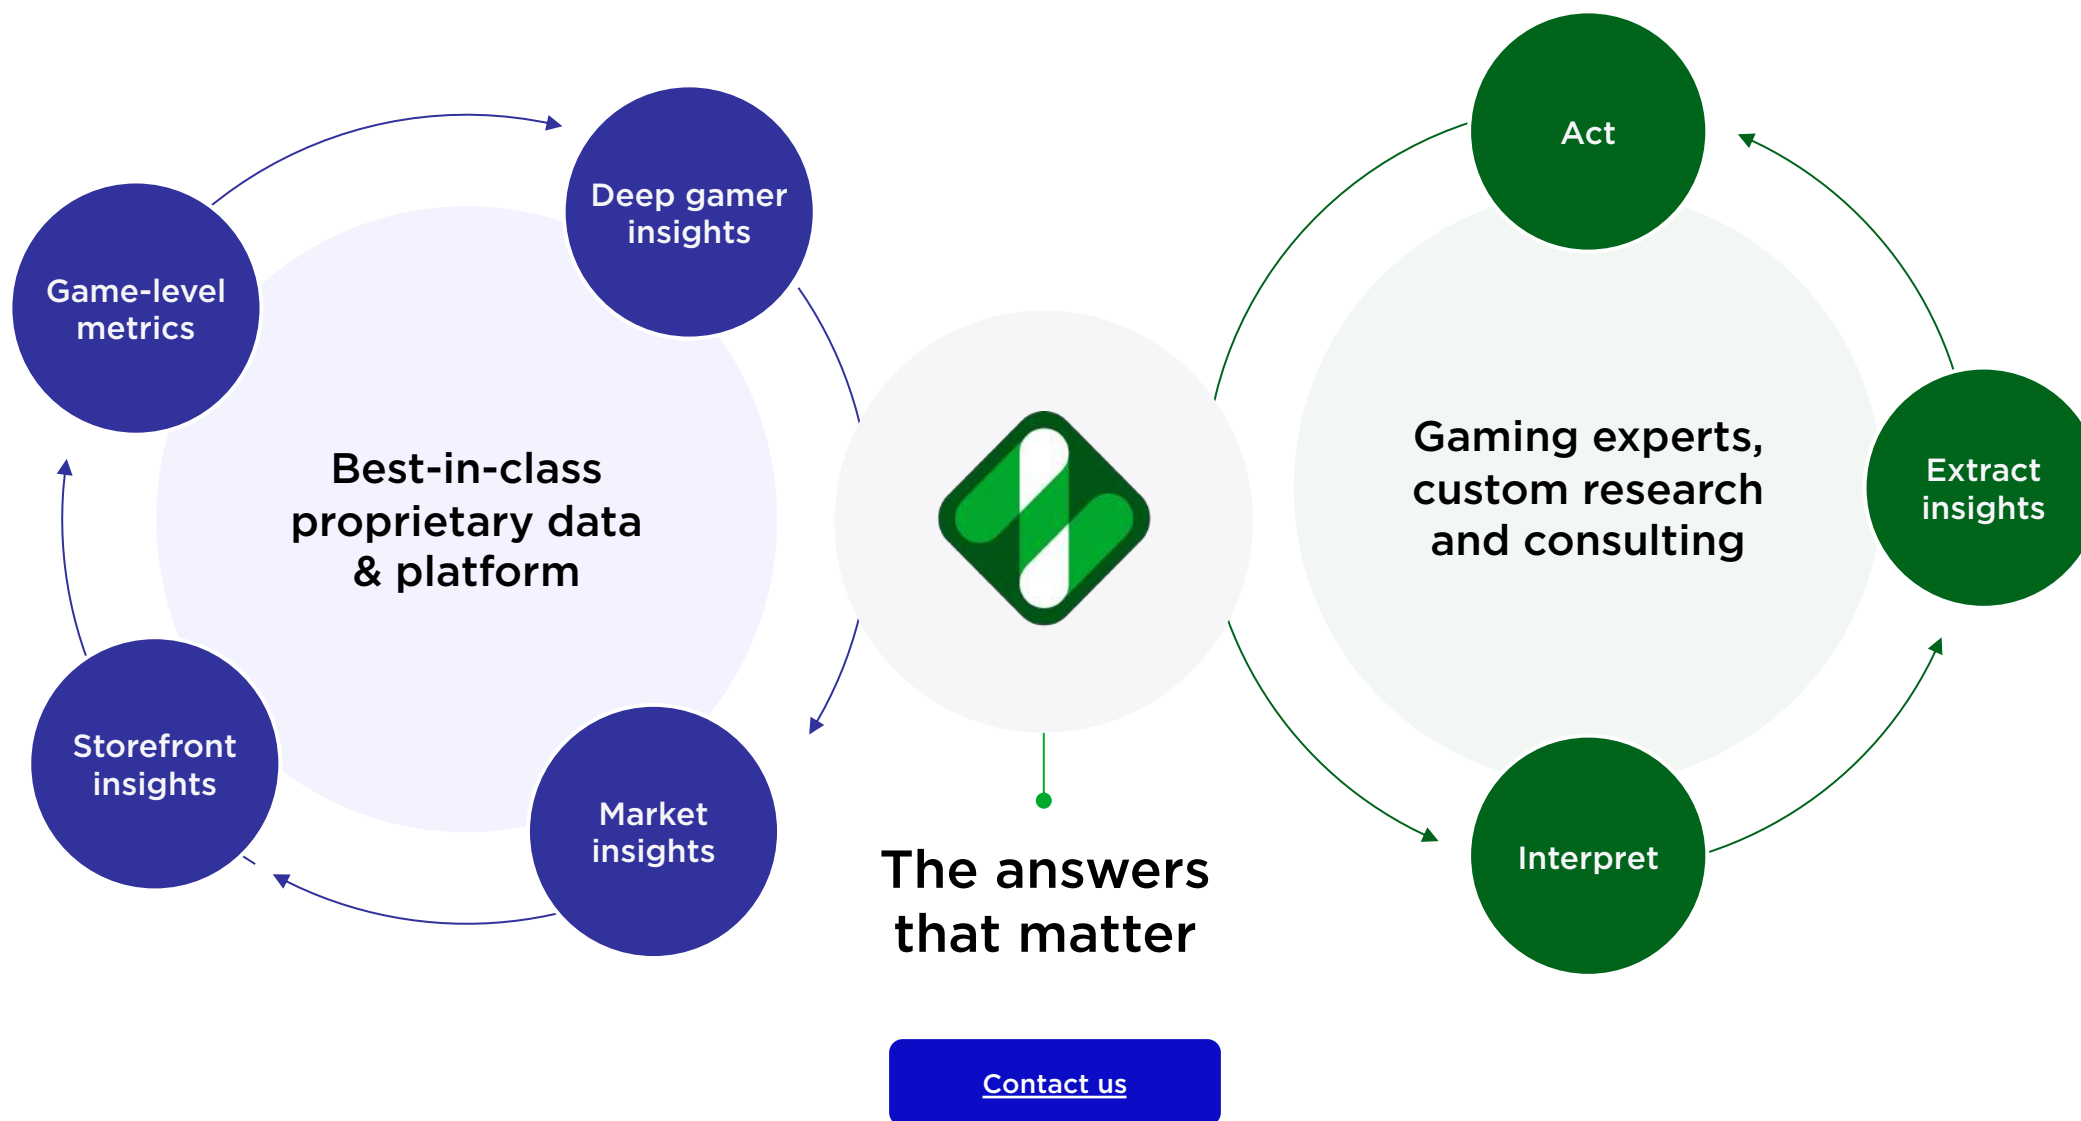 Deep gamer
insights
Game-level
metrics
Best-in-class
proprietary data
& platform
Storefront
insights
Market
insights
The answers
that matter
Act
Gaming experts,
custom research
and consulting
Extract
insights
Interpret
Contact us